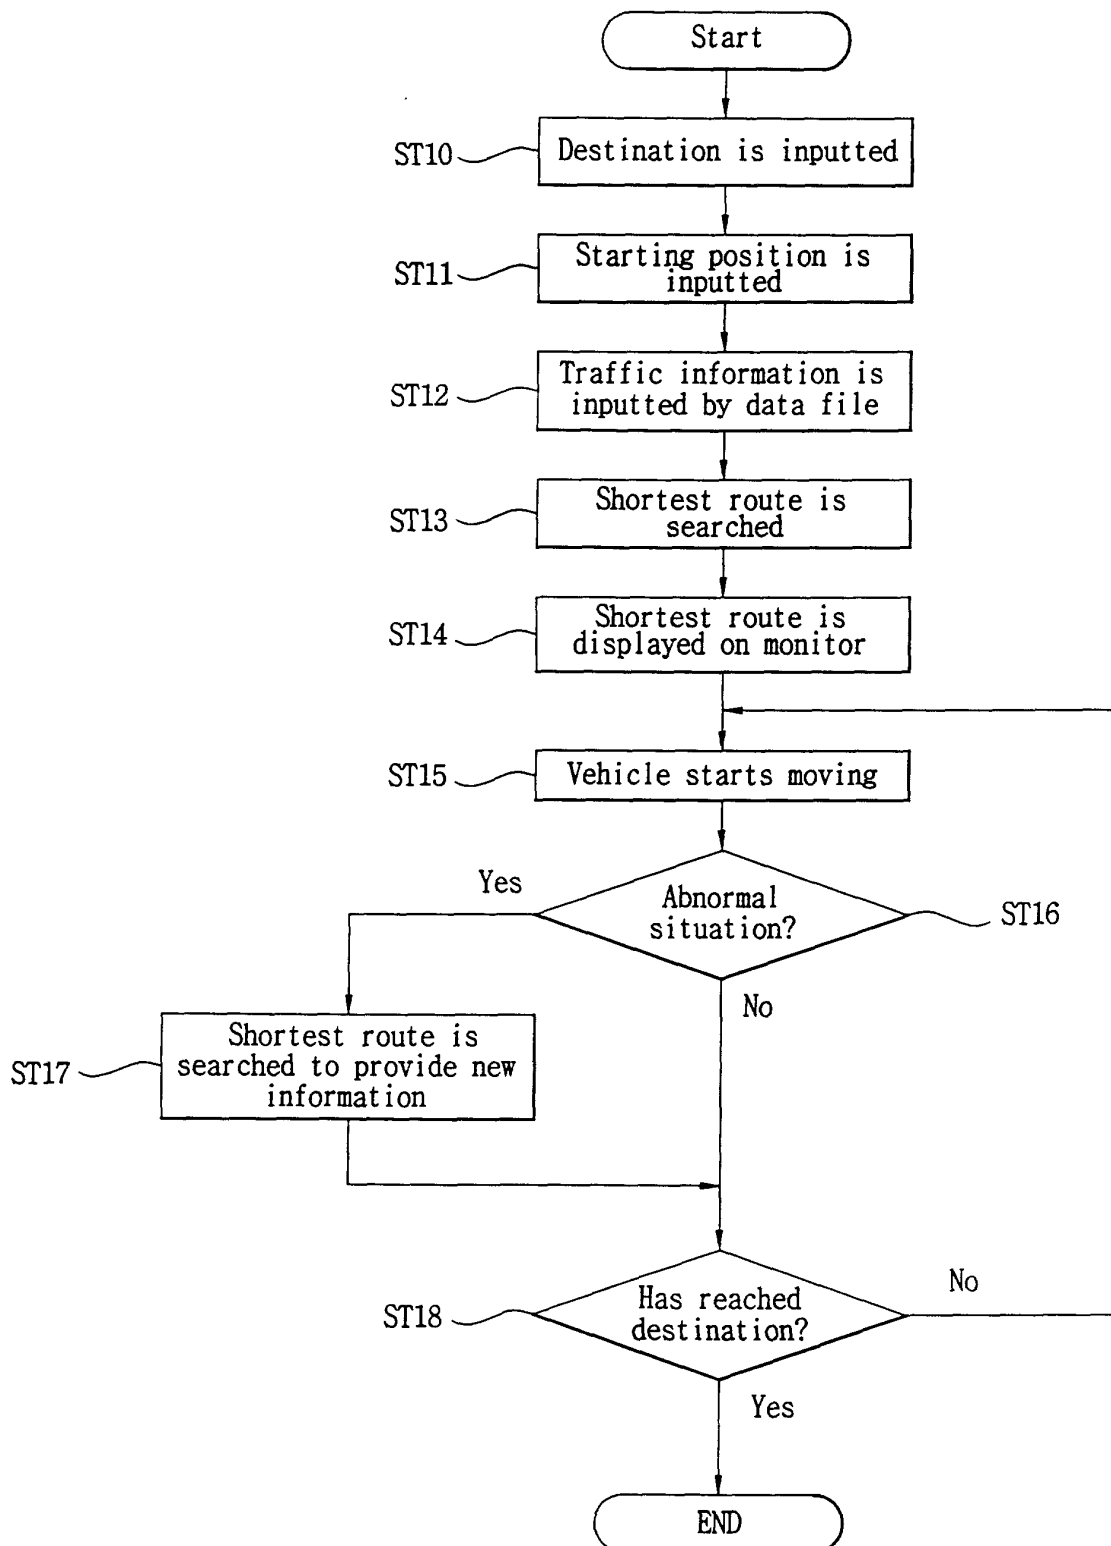 Start
ST10
Destination is inputted
ST11
Starting position is
inputted
ST12
Traffic information is
inputted by data file
ST13
Shortest route is
searched
ST14
Shortest route is
displayed on monitor
ST15
Vehicle starts moving
Yes
Abnormal
situation?
ST16
No
ST17
Shortest route is
searched to provide new
information
ST18
Has reached
destination?
No
Yes
END